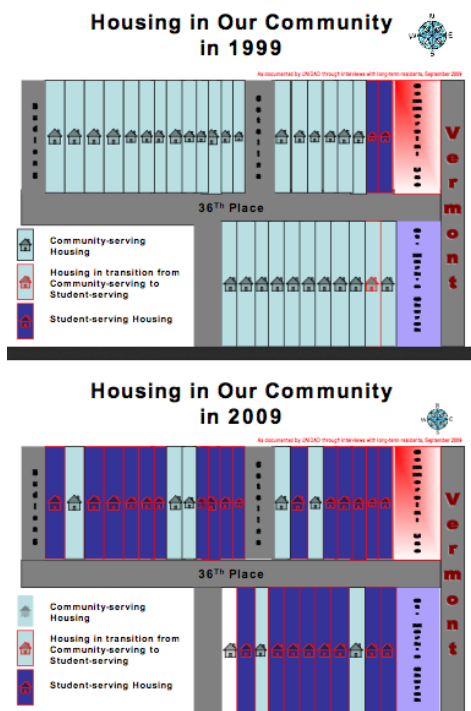 Housing in Our Community
in 1999
N
W E
S
As documented by UNIDAD through interviews with long-term residents, September 2009
Vermont
36Th Place
Community-serving
Housing
Housing in transition from
Community-serving to
Student-serving
Student-serving Housing
Housing in Our Community
in 2009
As documented by UNIDAD through interviews with long-term residents, September 2009
Vermont
36Th Place
Community-serving
Housing
Housing in transition from
Community-serving to
Student-serving
Student-serving Housing